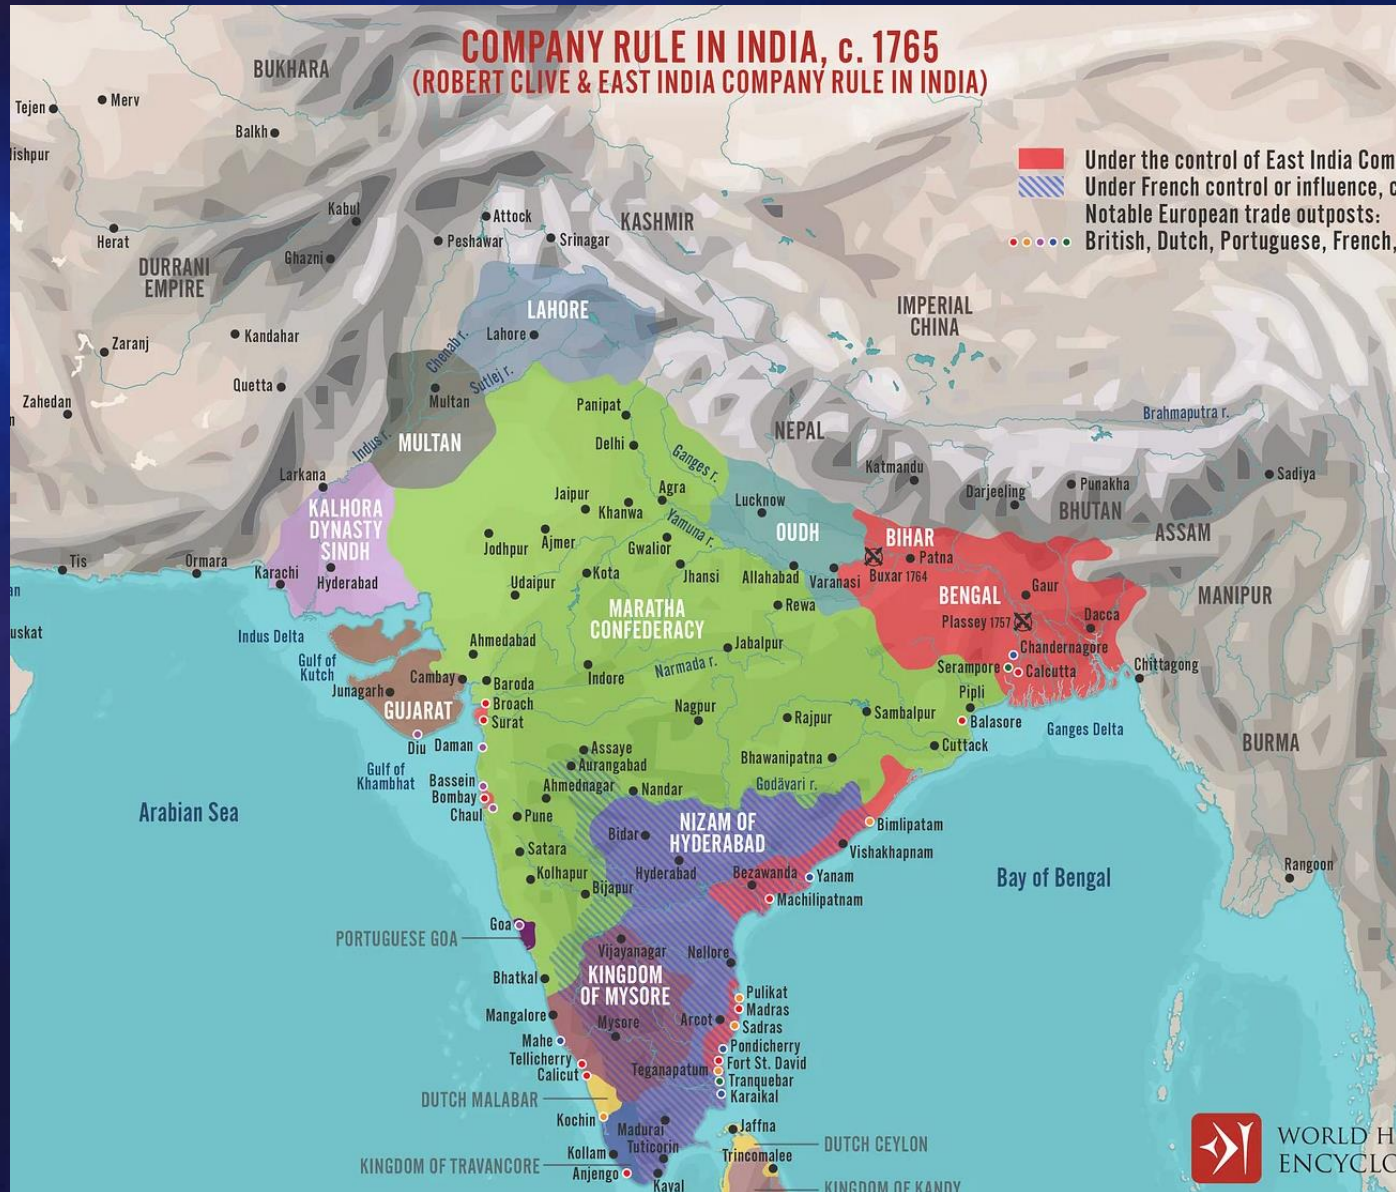 COMPANY RULE IN INDIA, c. 1765
(ROBERT CLIVE & EAST INDIA COMPANY RULE IN INDIA)
Under the control of East India Com
Under French control or influence, c
Notable European trade outposts:
British, Dutch, Portuguese, French,
BUKHARA
Tejen
Merv
Balkh
lishpur
Kabul
Attock
KASHMIR
Peshawar
Srinagar
Herat
Ghazni
DURRANI
EMPIRE
LAHORE
IMPERIAL
CHINA
Lahore
Kandahar
Zaranj
Chenab r.
Sutlej r.
Quetta
Multan
Zahedan
Panipat
Brahmaputra r.
n
MULTAN
Indus r.
Delhi
NEPAL
Ganges r.
Katmandu
Sadiya
Larkana
Darjeeling
Punakha
Jaipur
Agra
Lucknow
KALHORA
DYNASTY
SINDH
Khanwa
BHUTAN
Yamuna r.
OUDH
BIHAR
ASSAM
Jodhpur
Ajmer
Gwalior
Patna
Tis
Ormara
Karachi
Hyderabad
Udaipur
Kota
Jhansi
Allahabad
Varanasi
Buxar 1764
an
BENGAL
Gaur
MANIPUR
MARATHA
CONFEDERACY
Rewa
Plassey 1757
Dacca
uskat
Indus Delta
Ahmedabad
Jabalpur
Chandernagore
Gulf of
Kutch
Narmada r.
Serampore
Calcutta
Chittagong
Cambay
Baroda
Indore
Junagarh
Pipli
GUJARAT
Broach
Surat
Nagpur
Rajpur
Sambalpur
Balasore
Ganges Delta
Diu
Daman
Assaye
Cuttack
BURMA
Aurangabad
Bhawanipatna
Gulf of
Khambhat
Bassein
Ahmednagar
Nandar
Godāvari r.
Bombay
Arabian Sea
Chaul
Pune
NIZAM OF
HYDERABAD
Bidar
Bimlipatam
Satara
Vishakhapnam
Kolhapur
Hyderabad
Bezawanda
Yanam
Bay of Bengal
Rangoon
Bijapur
Machilipatnam
Goa
PORTUGUESE GOA
Vijayanagar
Nellore
Bhatkal
KINGDOM
OF MYSORE
Pulikat
Madras
Mangalore
Mysore
Arcot
Sadras
Mahe
Pondicherry
Tellicherry
Fort St. David
Calicut
Teganapatum
Tranquebar
DUTCH MALABAR
Karaikal
Kochin
Madurai
Jaffna
Tuticorin
DUTCH CEYLON
Kollam
Trincomalee
KINGDOM OF TRAVANCORE
Anjengo
Kayal
KINGDOM OF KANDY
WORLD H
ENCYCLO